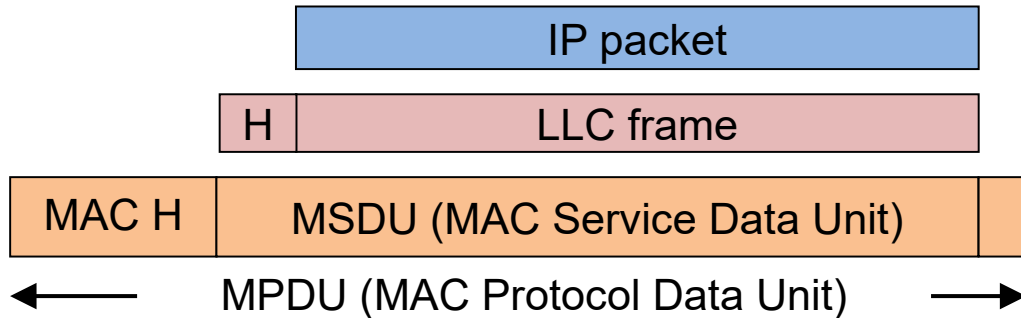 IP packet
H LLC frame
MAC H MSDU (MAC Service Data Unit)
MPDU (MAC Protocol Data Unit)